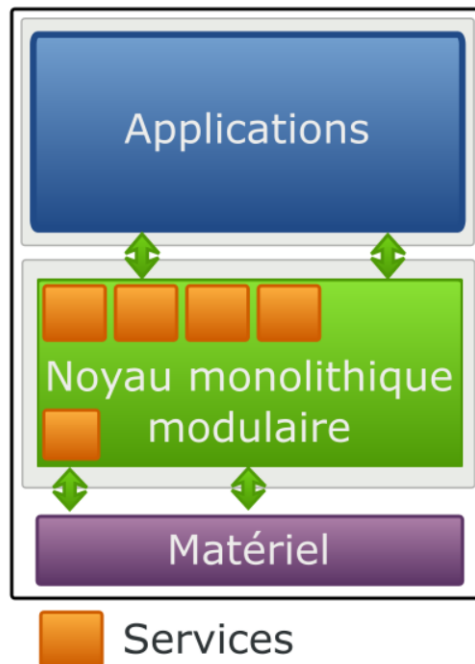 Applications
Noyau monolithique
modulaire
Matériel
Services